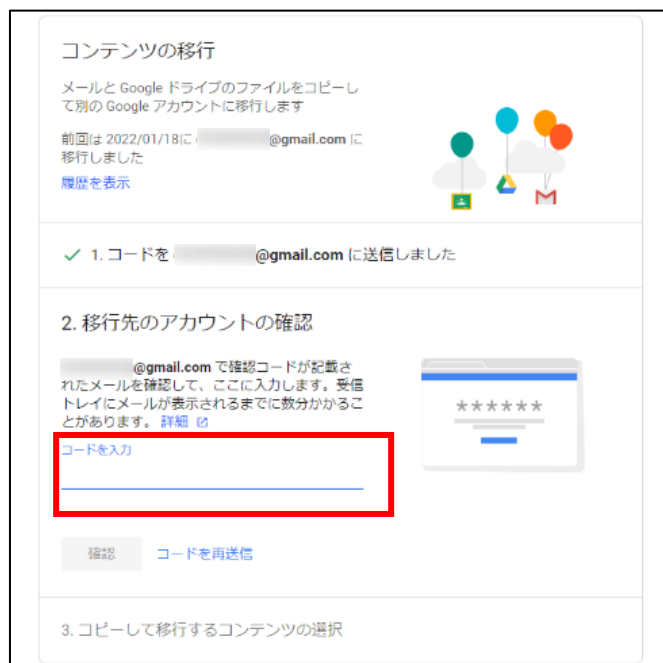 コンテンツの移行
メールと Google ドライブのファイルをコピーし
て別の Google アカウントに移行します
前回は 2022/01/18に @gmail.com に
移行しました
履歴を表示
✓ 1. コードを @gmail.com に送信しました
2. 移行先のアカウントの確認
@gmail.com で確認コードが記載さ
れたメールを確認して、ここに入力します。受信
トレイにメールが表示されるまでに数分かかるこ
とがあります。 詳細
******
コードを入力
確認 コードを再送信
3. コピーして移行するコンテンツの選択